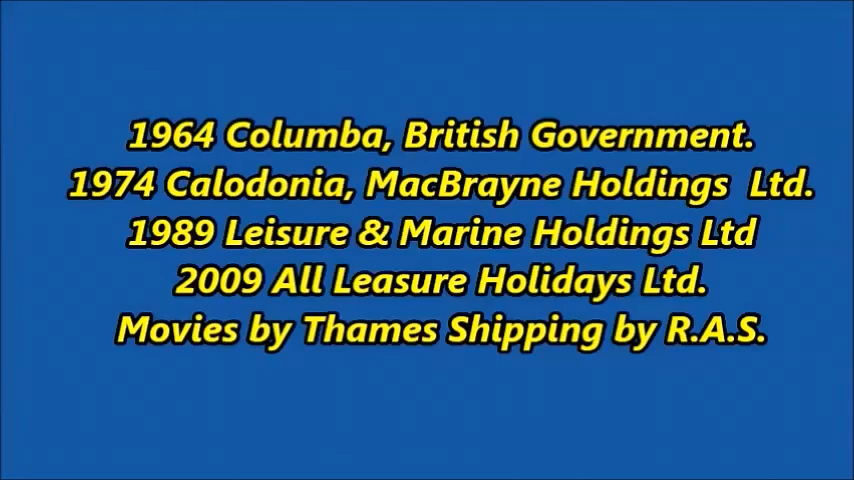 1964 Columba, British Government.
1974 Calodonia, MacBrayne Holdings  Ltd.
1989 Leisure & Marine Holdings Ltd
2009 All Leasure Holidays Ltd.
Movies by Thames Shipping by R.A.S.